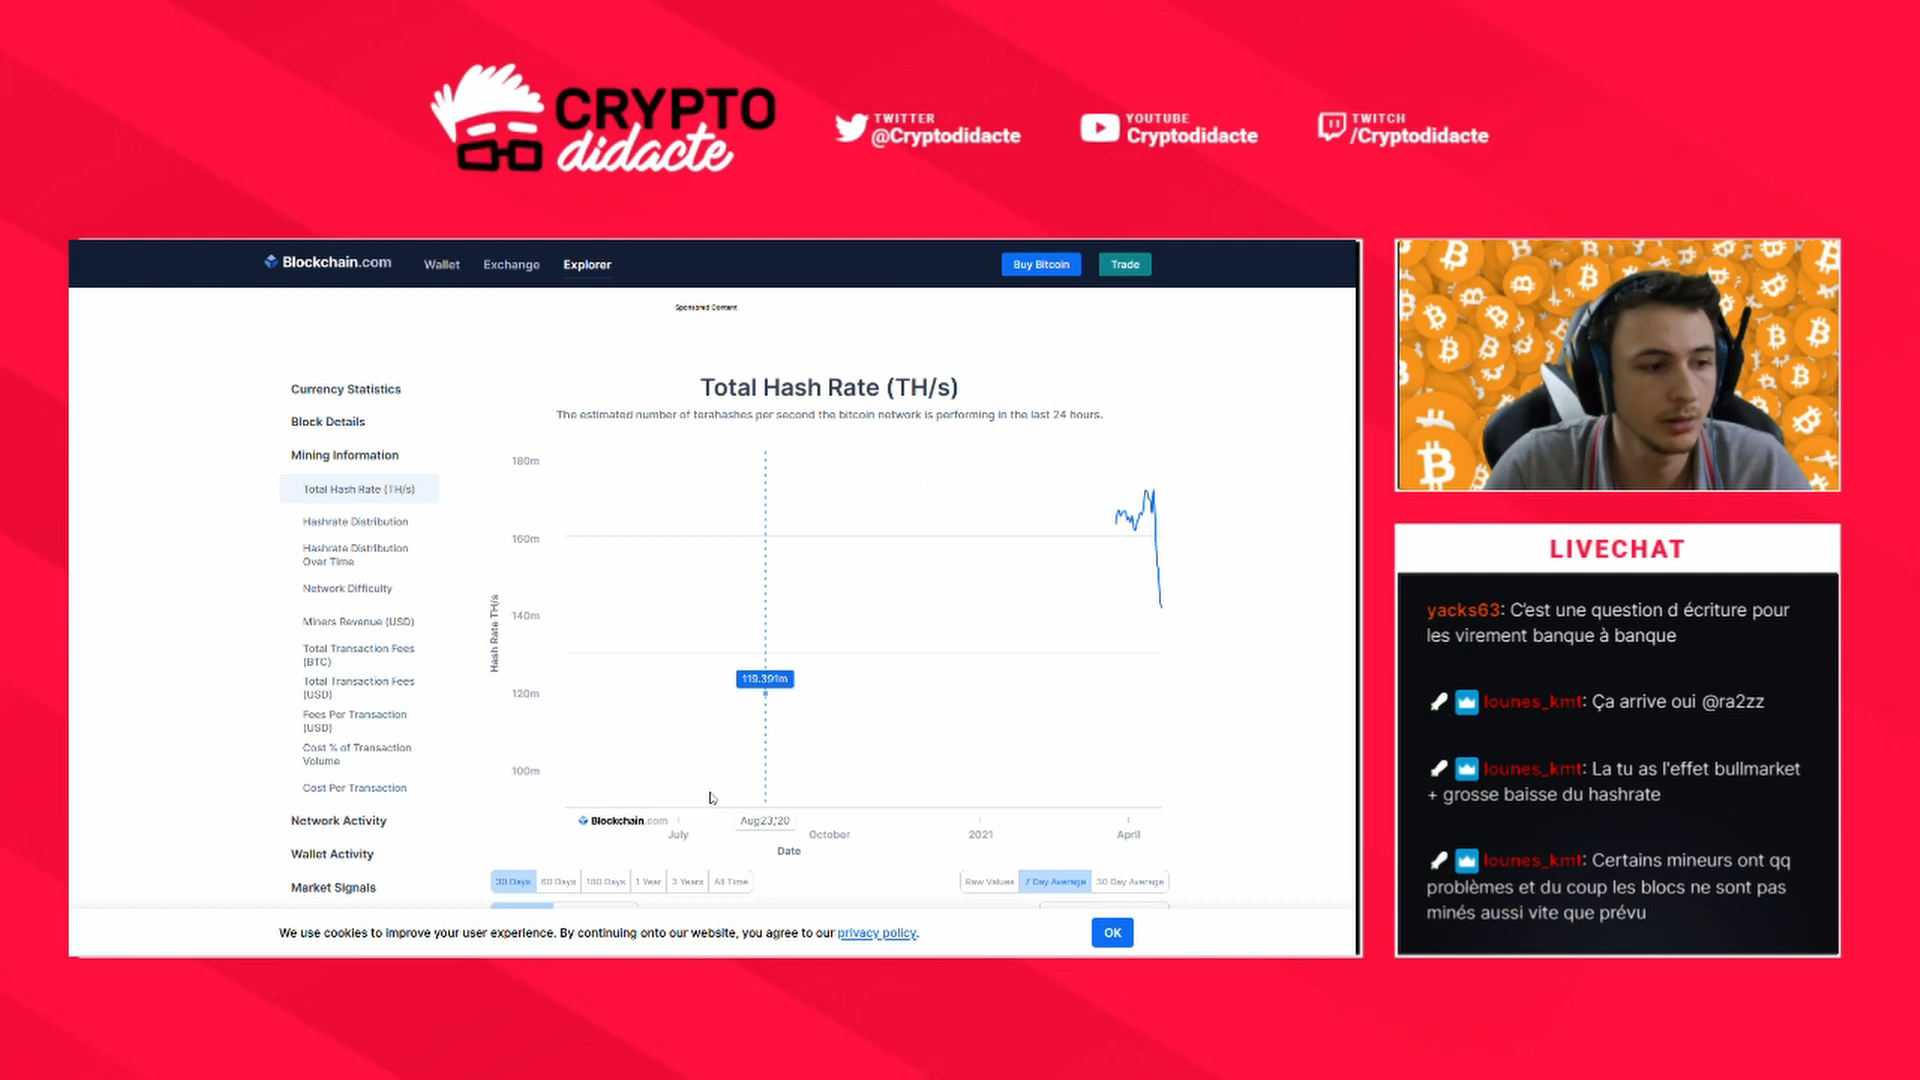 CRYPTO
didacte
TWITTER
@Cryptodidacte
YOUTUBE
Cryptodidacte
TWITCH
/Cryptodidacte
Blockchain.com
Wallet
Exchange
Explorer
Buy Bitcoin
Trade
Sponsored Content
Currency Statistics
Block Details
Mining Information
Total Hash Rate (TH/s)
Hashrate Distribution
Hashrate Distribution
Over Time
Network Difficulty
Miners Revenue (USD)
Total Transaction Fees
(BTC)
Total Transaction Fees
(USD)
Fees Per Transaction
(USD)
Cost % of Transaction
Volume
Cost Per Transaction
Network Activity
Wallet Activity
Market Signals
Total Hash Rate (TH/s)
The estimated number of terahashes per second the bitcoin network is performing in the last 24 hours.
180m
160m
140m
120m
100m
Hash Rate TH/s
119.391m
Blockchain.com
July
Aug23,'20
October
2021
April
Date
30 Days
60 Days
180 Days
1 Year
3 Years
All Time
Raw Values
7 Day Average
30 Day Average
We use cookies to improve your user experience. By continuing onto our website, you agree to our privacy policy.
OK
LIVECHAT
yacks63: C'est une question d écriture pour
les virement banque à banque
lounes_kmt: Ça arrive oui @ra2zz
lounes_kmt: La tu as l'effet bullmarket
+ grosse baisse du hashrate
lounes_kmt: Certains mineurs ont qq
problèmes et du coup les blocs ne sont pas
minés aussi vite que prévu